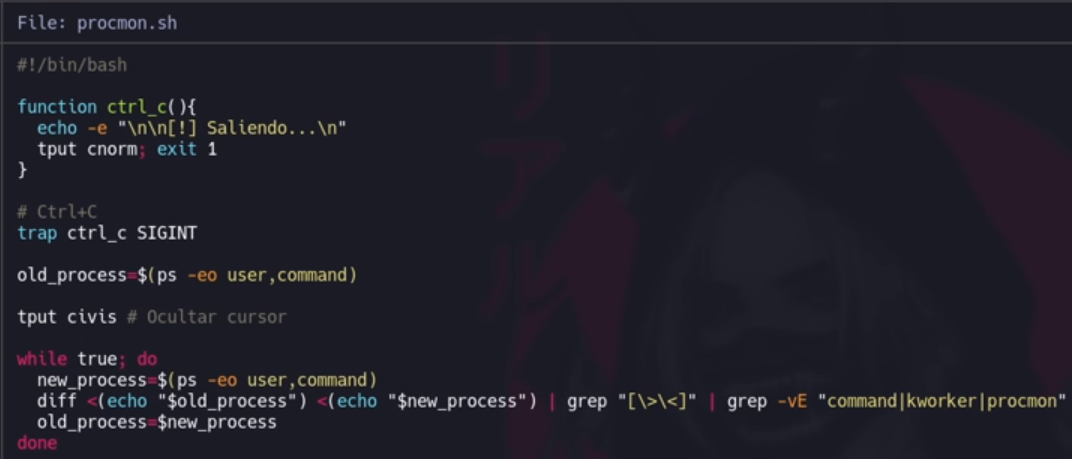 File: procmon.sh
#!/bin/bash
function ctrl_c(){
  echo -e "\n\n[!] Saliendo...\n"
  tput cnorm; exit 1
}
# Ctrl+C
trap ctrl_c SIGINT
old_process=$(ps -eo user,command)
tput civis # Ocultar cursor
while true; do
  new_process=$(ps -eo user,command)
  diff <(echo "$old_process") <(echo "$new_process") | grep "[\>\<]" | grep -vE "command|kworker|procmon"
  old_process=$new_process
done